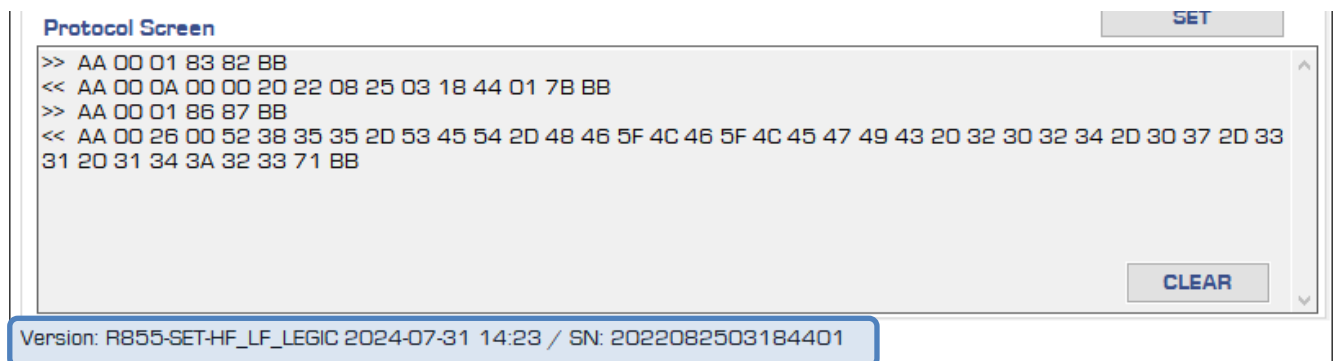 SET
Protocol Screen
>> AA 00 01 83 82 BB
<< AA 00 0A 00 00 20 22 08 25 03 18 44 01 7B BB
>> AA 00 01 86 87 BB
<< AA 00 26 00 52 38 35 35 2D 53 45 54 2D 48 46 5F 4C 46 5F 4C 45 47 49 43 20 32 30 32 34 2D 30 37 2D 33
31 20 31 34 3A 32 33 71 BB
CLEAR
Version: R855-SET-HF_LF_LEGIC 2024-07-31 14:23 / SN: 2022082503184401